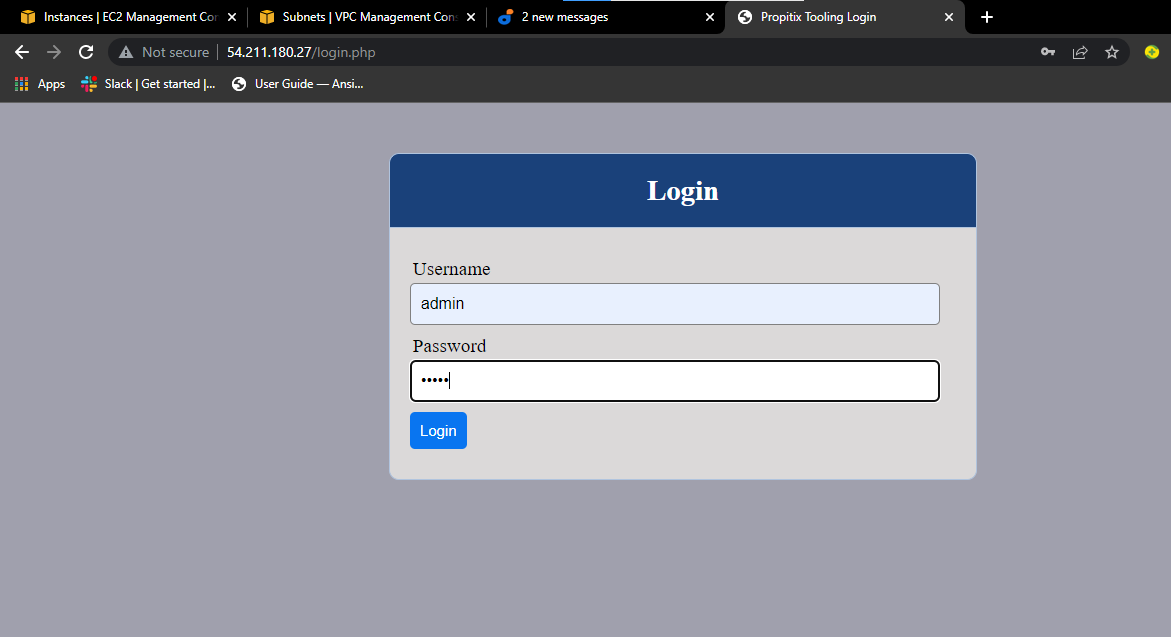 Instances | EC2 Management Con
Subnets | VPC Management Cons
2 new messages
Propitix Tooling Login
Not secure
54.211.180.27/login.php
Apps
Slack | Get started |...
User Guide — Ansi...
Login
Username
admin
Password
•••••
Login